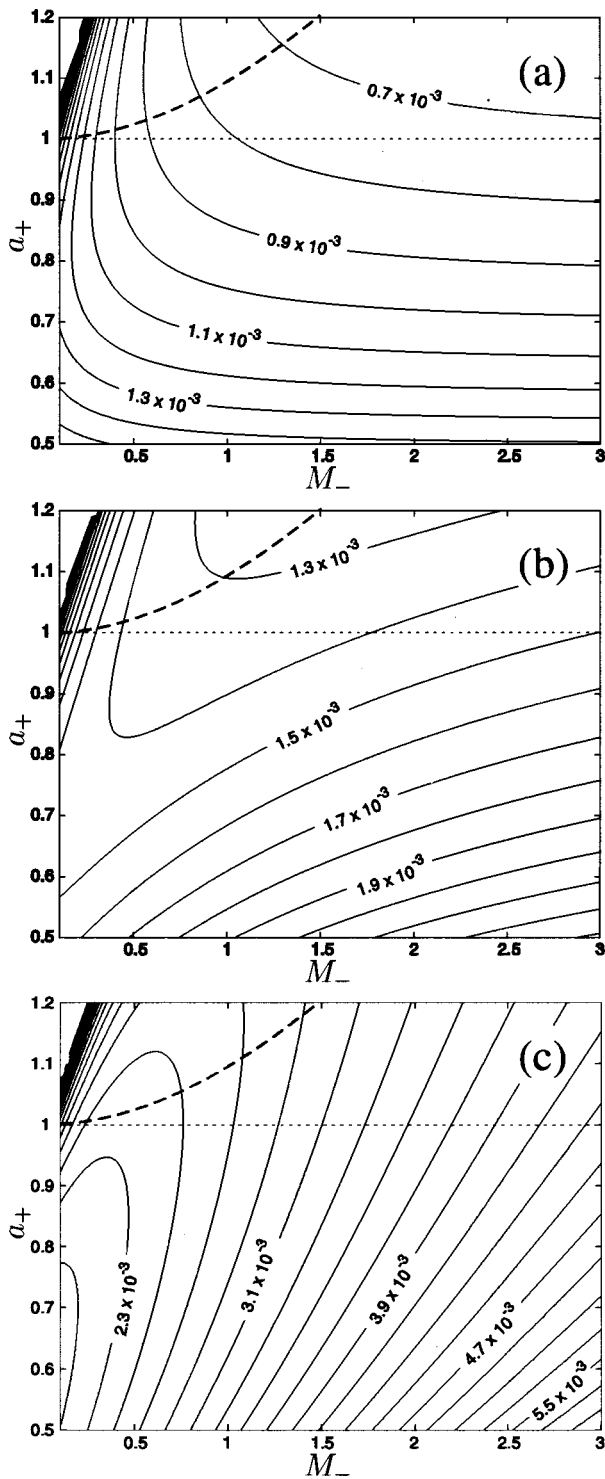 1.2
(a)
1.1
0.7 x 10⁻³
1
0.9
a₊
0.9 x 10⁻³
0.8
0.7
1.1 x 10⁻³
0.6
1.3 x 10⁻³
0.5
0.5 1 1.5 2 2.5 3
M₋
1.2
(b)
1.3 x 10⁻³
1.1
1
0.9
a₊
1.5 x 10⁻³
0.8
0.7
1.7 x 10⁻³
0.6
1.9 x 10⁻³
0.5
0.5 1 1.5 2 2.5 3
M₋
1.2
(c)
1.1
1
0.9
a₊
0.8
2.3 x 10⁻³
3.1 x 10⁻³
3.9 x 10⁻³
0.7
4.7 x 10⁻³
0.6
5.5 x 10⁻³
0.5
0.5 1 1.5 2 2.5 3
M₋